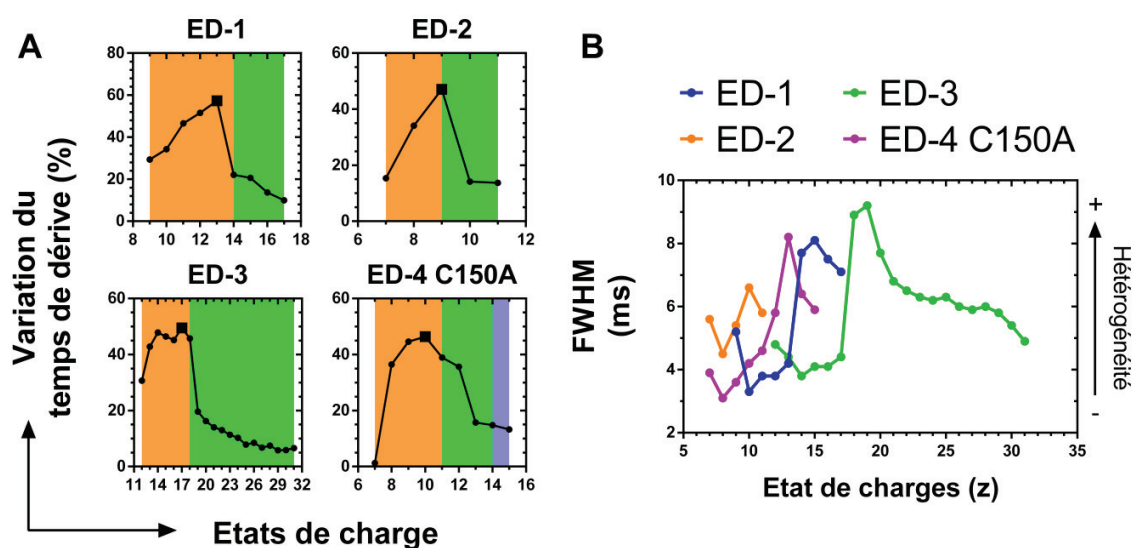 A
ED-1
ED-2
80
60
40
20
0
8 10 12 14 16 18
60
40
20
0
6 8 10 12
ED-3
ED-4 C150A
60
40
20
0
11 14 17 20 23 26 29 32
60
40
20
0
6 8 10 12 14 16
Variation du
temps de dérive (%)
Etats de charge
B
ED-1
ED-3
ED-2
ED-4 C150A
10
8
6
4
2
5 10 15 20 25 30 35
FWHM
(ms)
Etat de charges (z)
+
Hétérogénéité
-